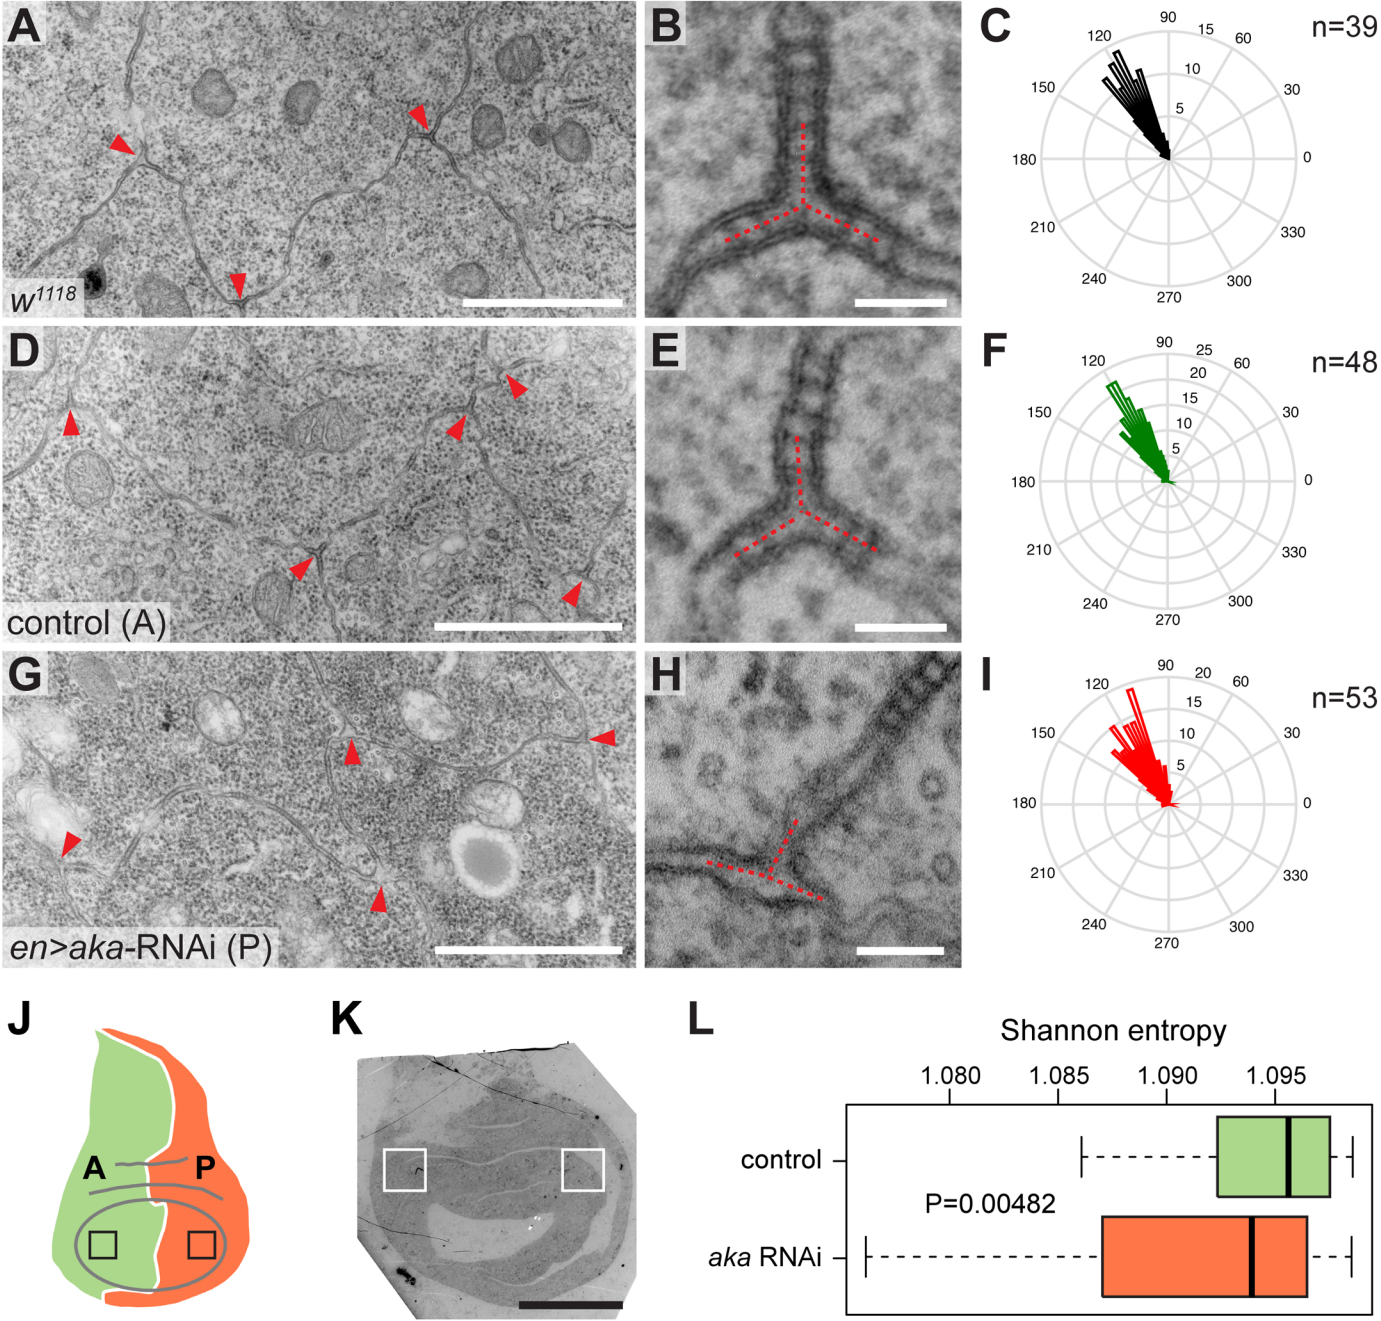 A
w1118
B
C
n=39
90
15
60
120
10
150
5
30
180
0
210
330
240
300
270
D
control (A)
E
F
n=48
90
25
60
120
20
150
15
30
10
5
180
0
210
330
240
300
270
G
en>aka-RNAi (P)
H
I
n=53
90
20
60
120
15
150
10
30
5
180
0
210
330
240
300
270
J
A
P
K
L
Shannon entropy
1.080 1.085 1.090 1.095
control
P=0.00482
aka RNAi